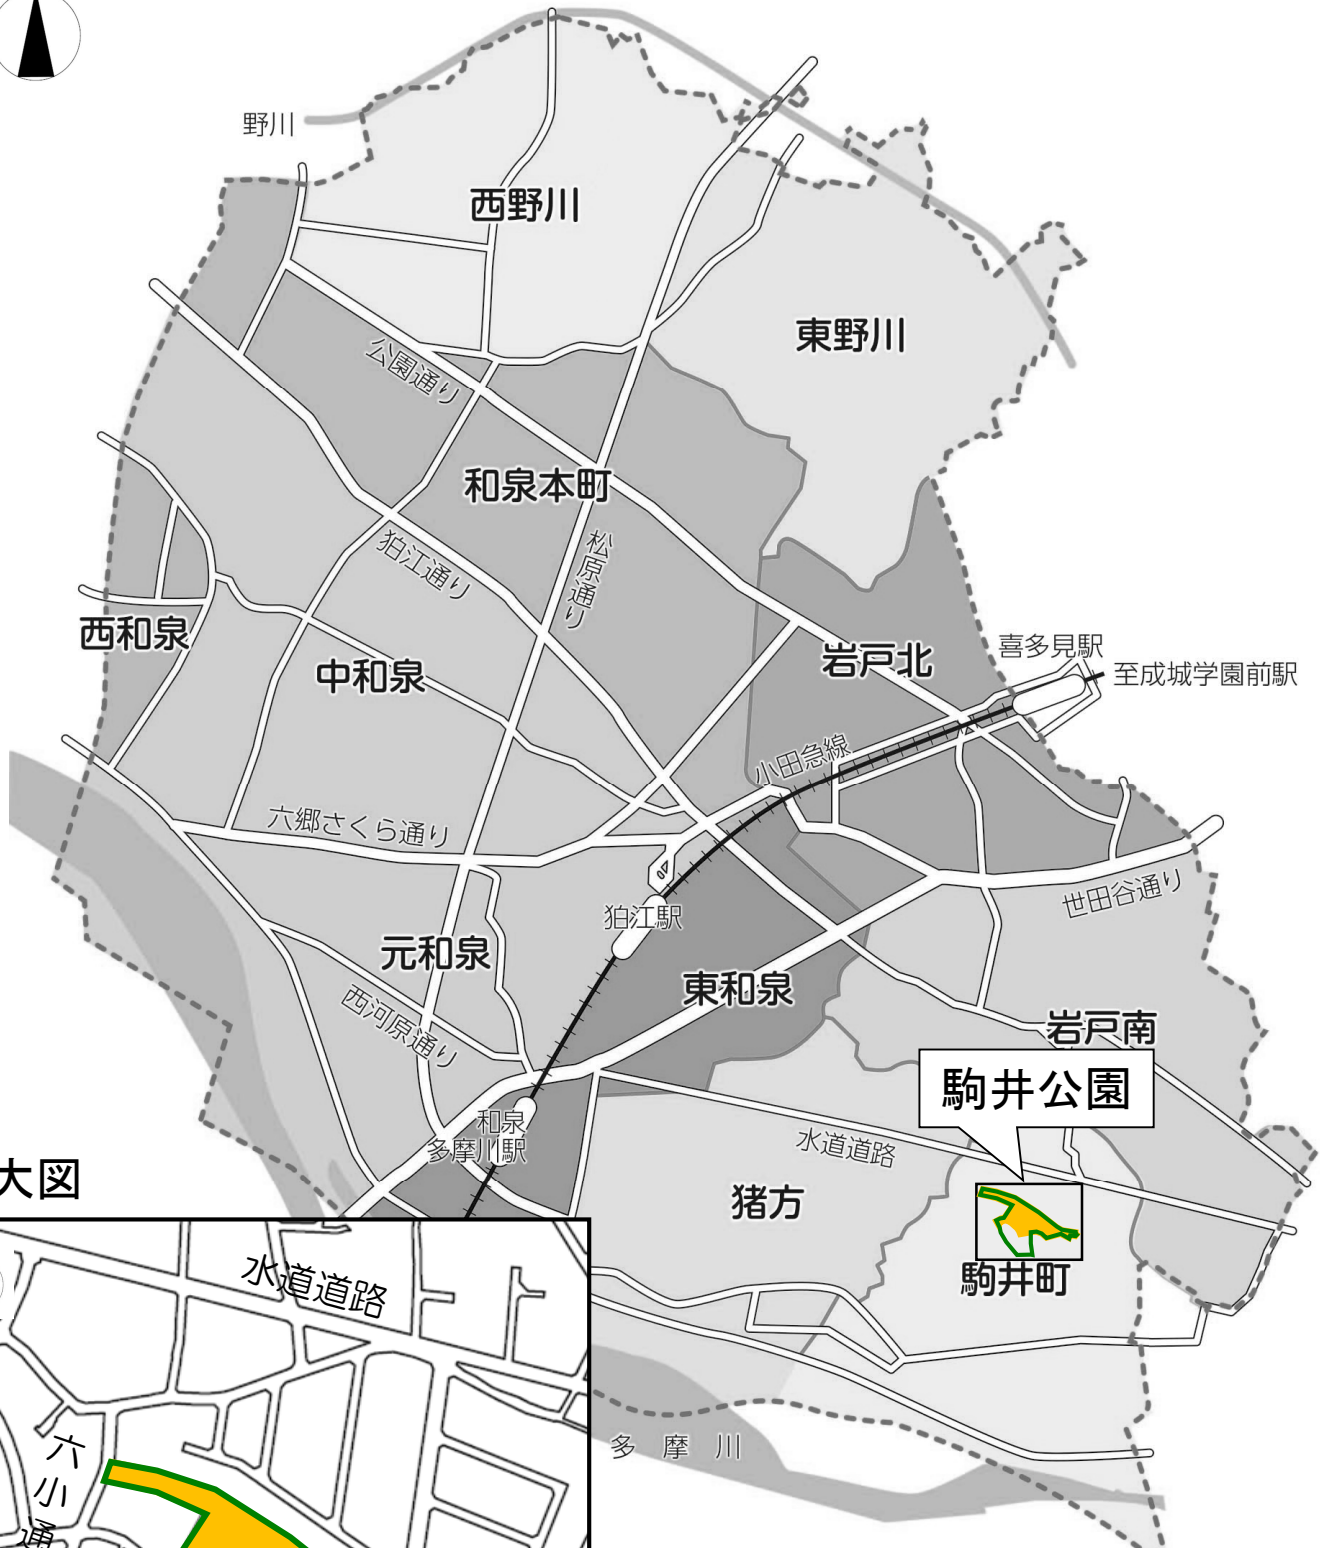 野川
西野川
東野川
公園通り
和泉本町
狛江通り
松原通り
西和泉
中和泉
岩戸北
喜多見駅
至成城学園前駅
小田急線
六郷さくら通り
世田谷通り
狛江駅
元和泉
東和泉
西河原通り
岩戸南
駒井公園
和泉
多摩川駅
水道道路
大図
猪方
駒井町
水道道路
多摩川
六小通